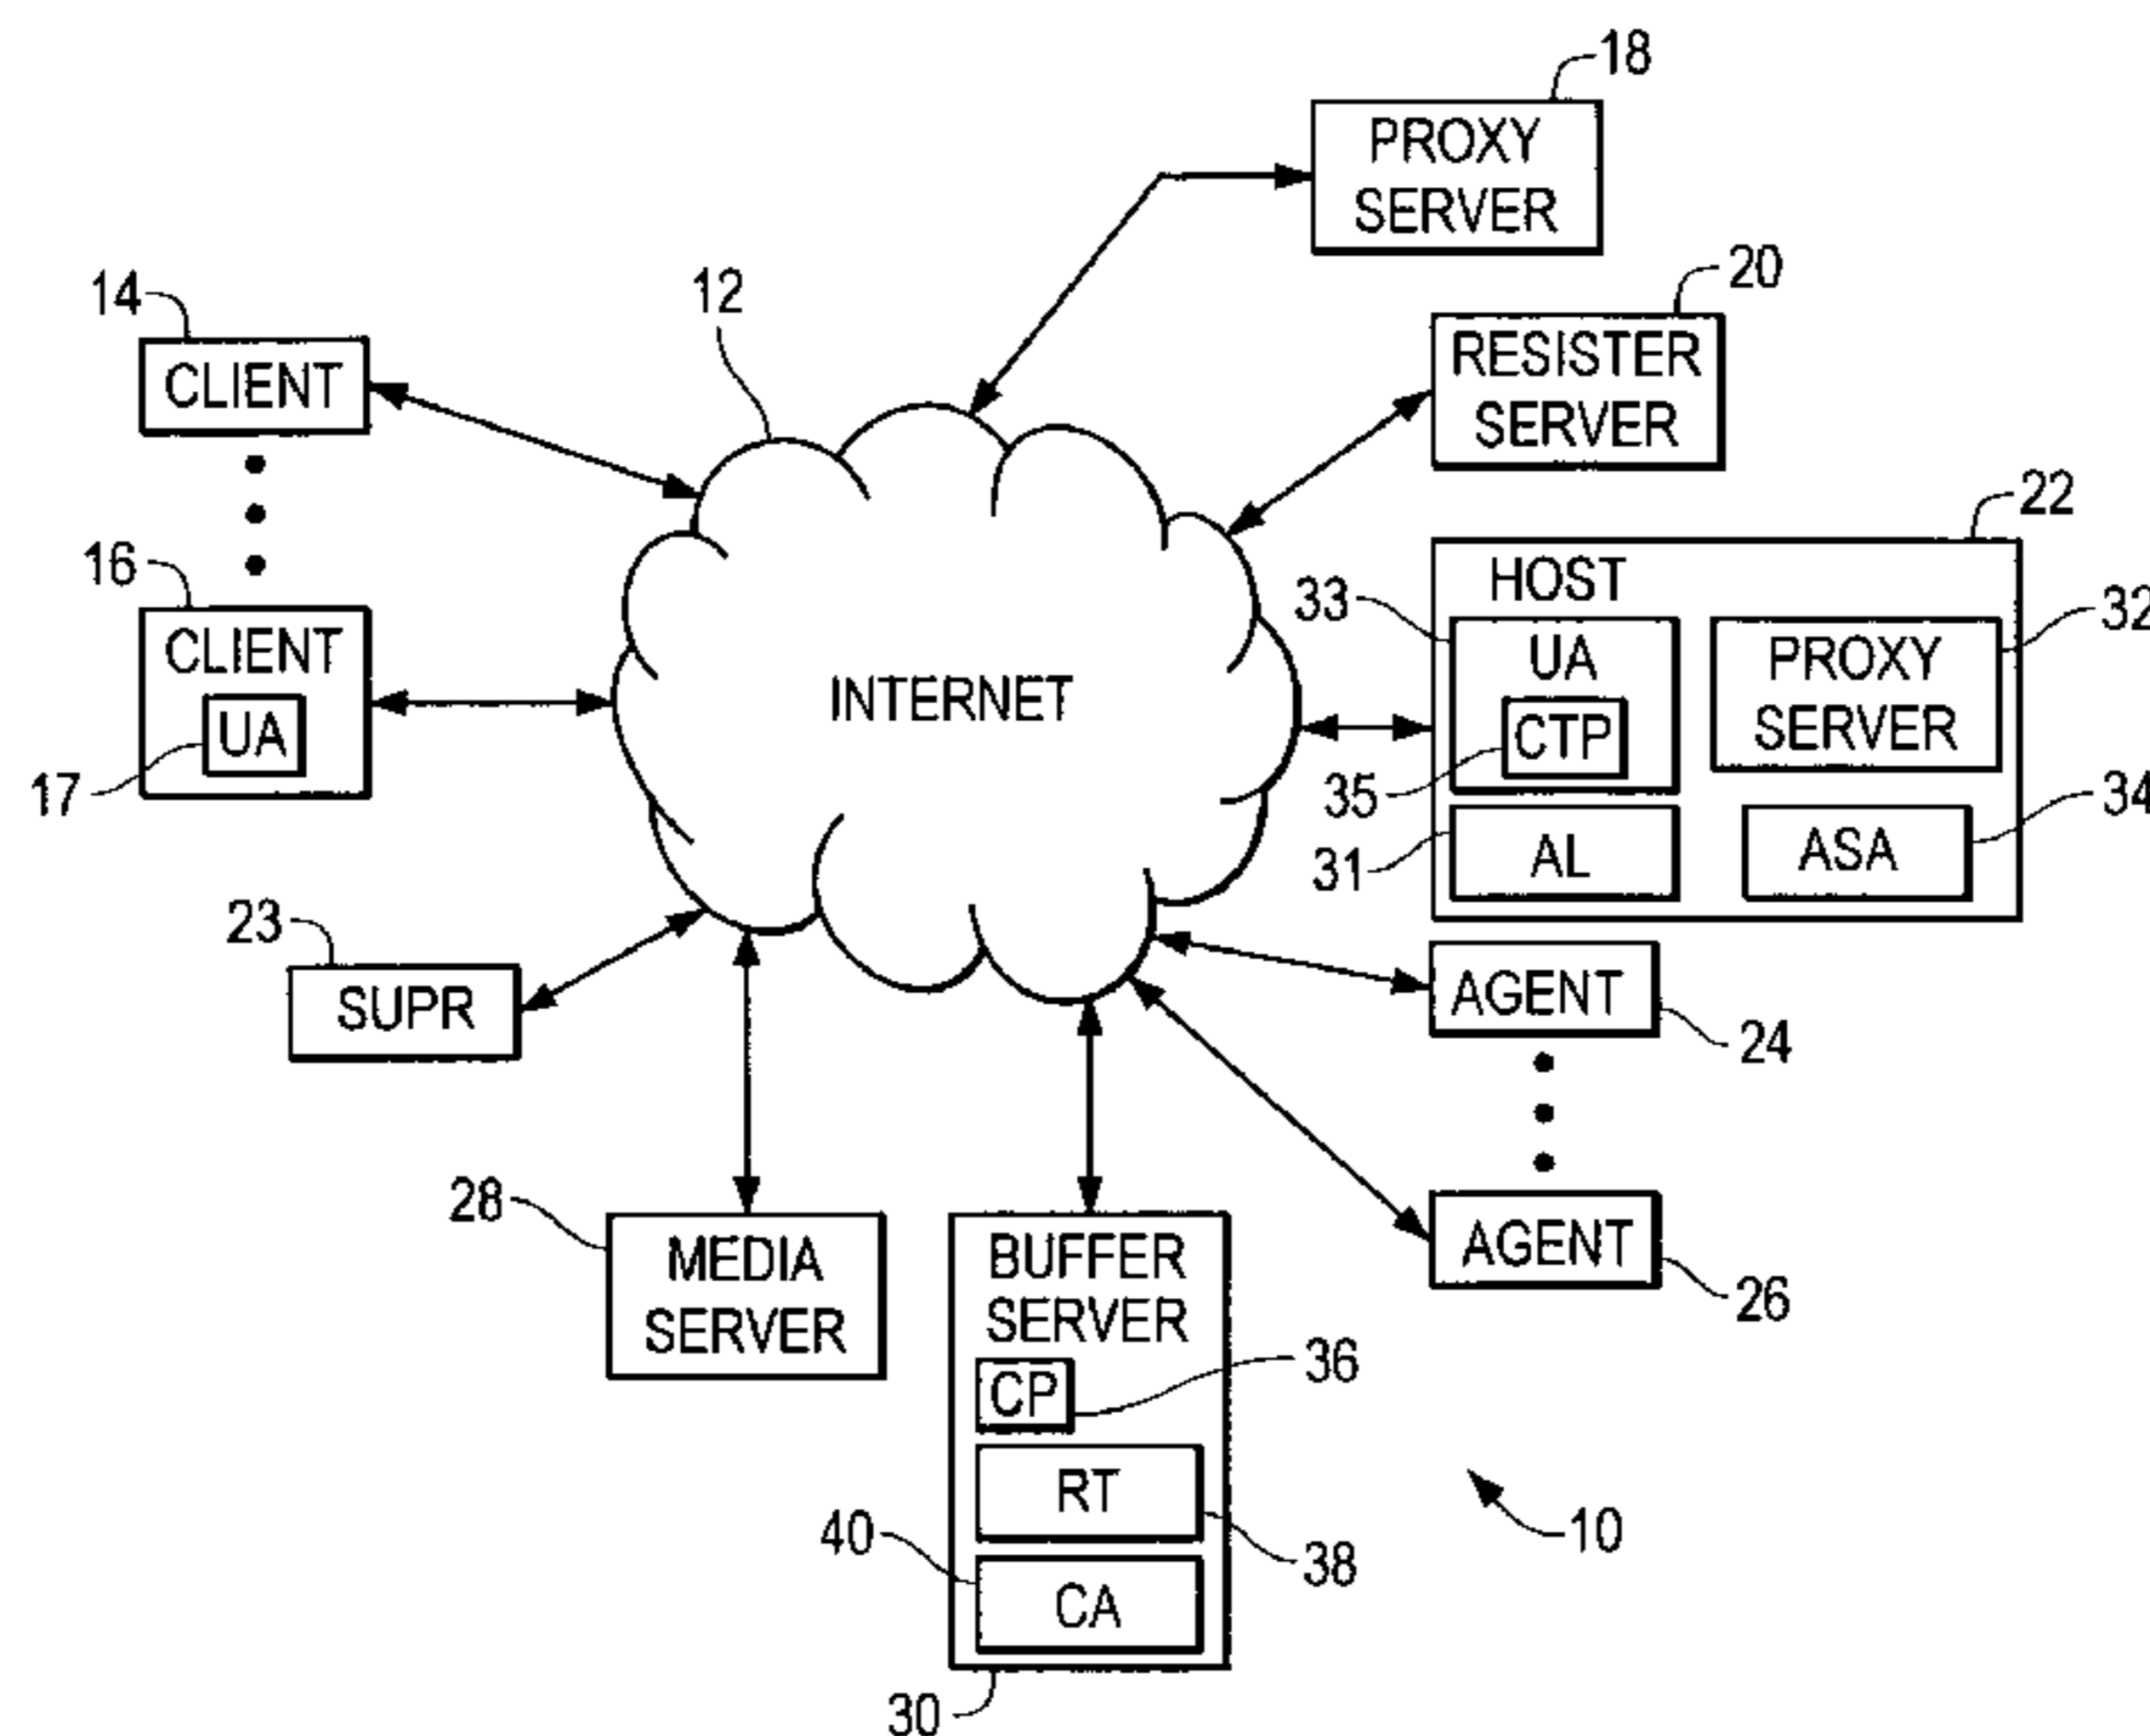 18
PROXY
SERVER
20
RESISTER
SERVER
14
CLIENT
12
16
CLIENT
UA
17
INTERNET
22
HOST
33
UA
CTP
35
32
PROXY
SERVER
31
AL
34
ASA
23
SUPR
AGENT
24
28
MEDIA
SERVER
BUFFER
SERVER
CP
36
RT
38
40
CA
30
AGENT
26
10